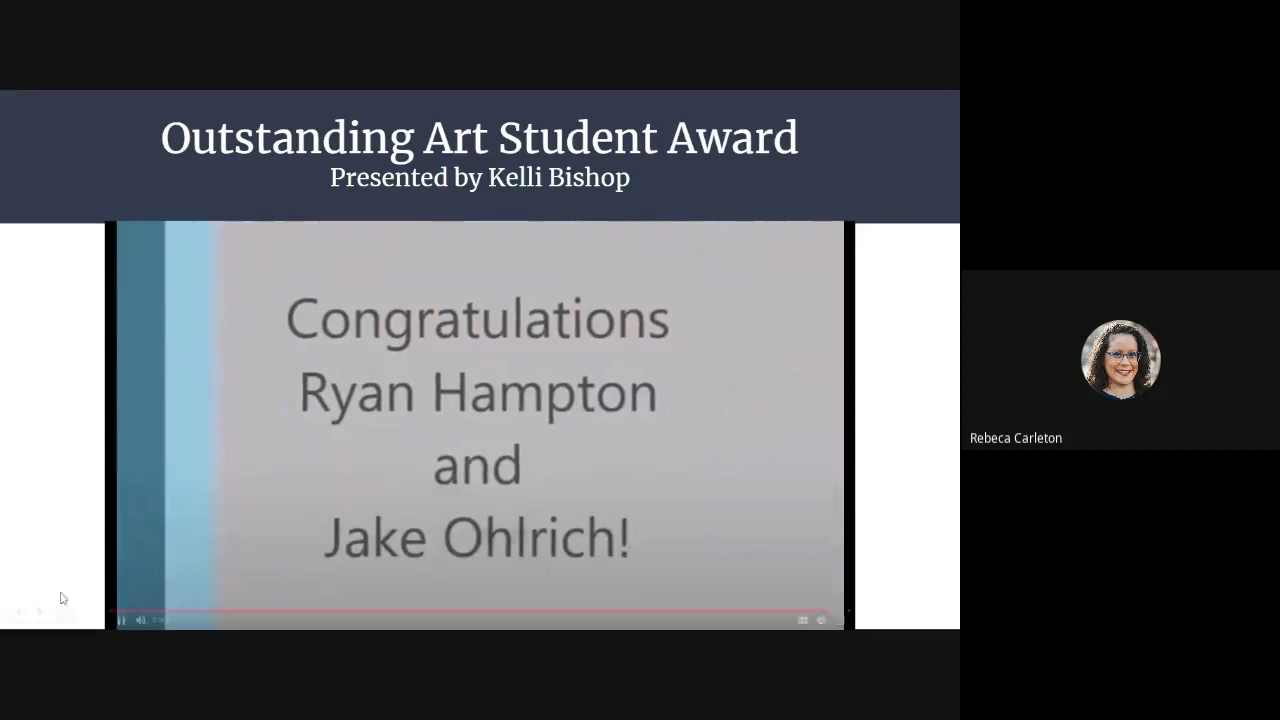 Outstanding Art Student Award
Presented by Kelli Bishop
Congratulations
Ryan Hampton
and
Jake Ohlrich!
Rebeca Carleton